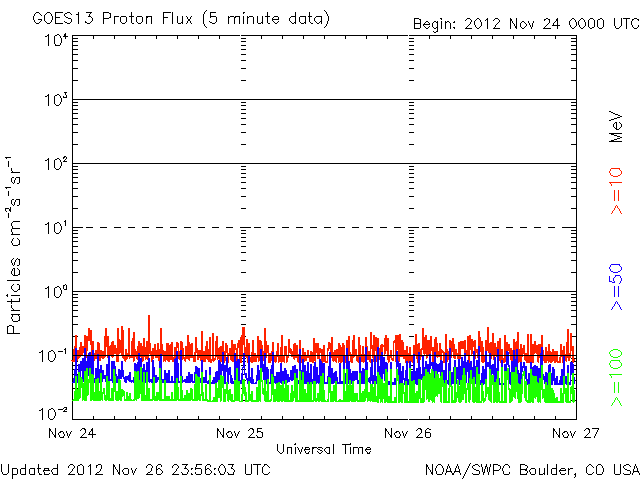 GOES13 Proton Flux (5 minute data)
Begin: 2012 Nov 24 0000 UTC
10⁴
10³
10²
10¹
10⁰
10⁻¹
10⁻²
Particles cm⁻²s⁻¹sr⁻¹
MeV
>=10
>=50
>=100
Nov 24
Nov 25
Nov 26
Nov 27
Universal Time
Updated 2012 Nov 26 23:56:03 UTC
NOAA/SWPC Boulder, CO USA